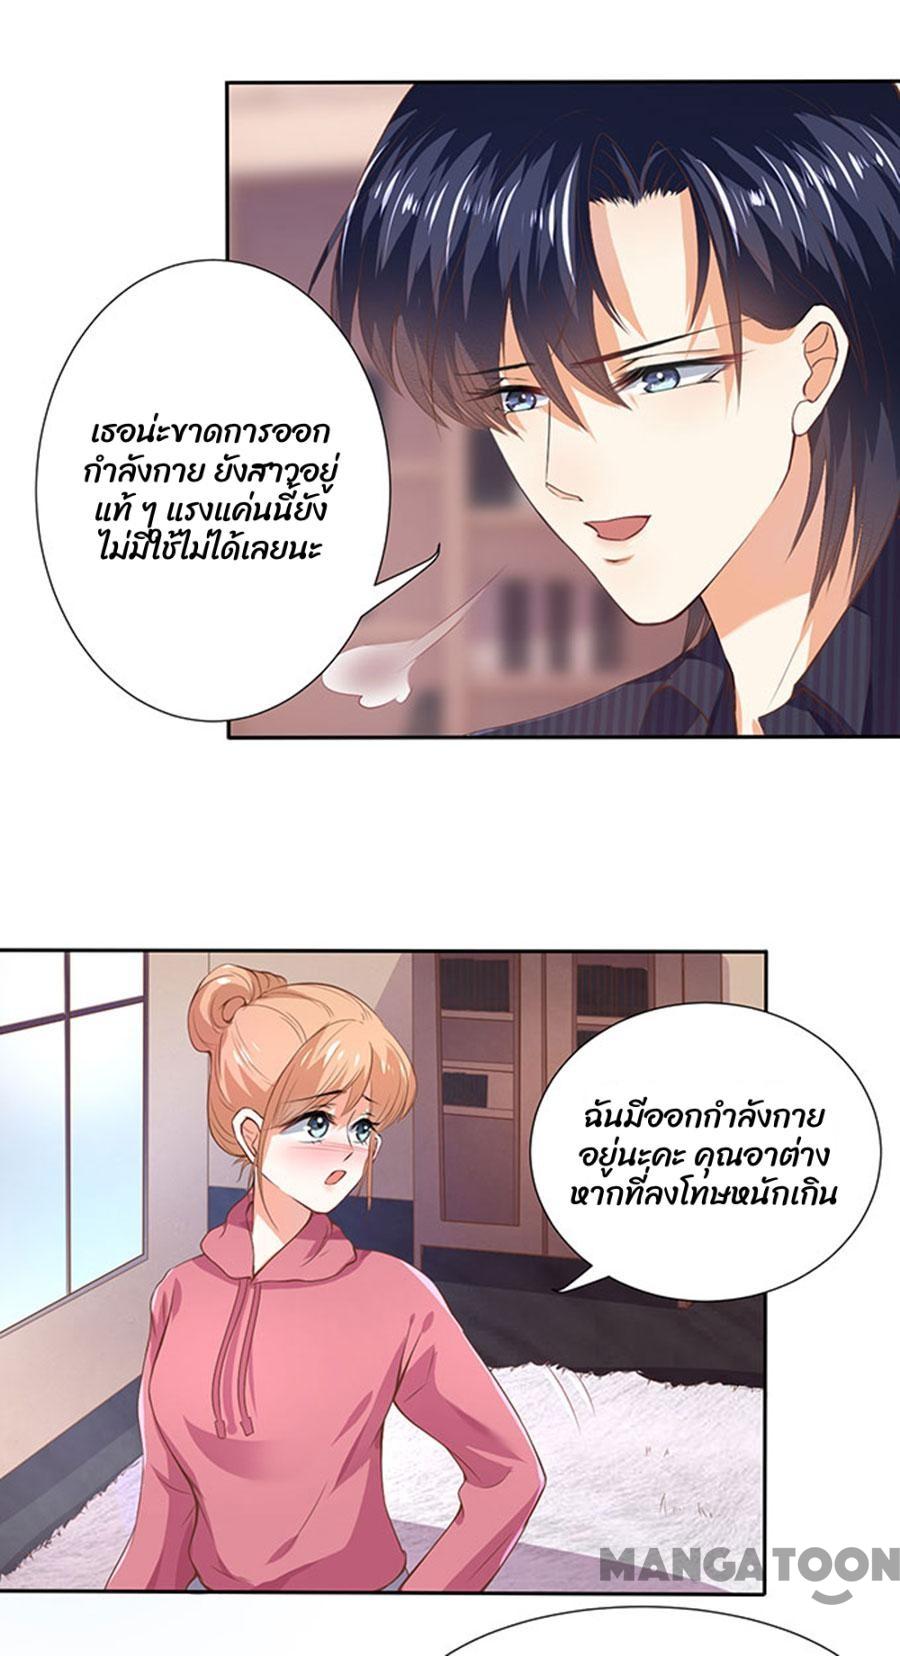 เธอน่ะขาดการออก
กำลังกาย ยังสาวอยู่
แท้ ๆ แรงแค่นนี้ยัง
ไม่มีใช้ไม่ได้เลยนะ
ฉันมีออกกำลังกาย
อยู่นะคะ คุณอาต่าง
หากที่ลงโทษหนักเกิน
MANGATOON